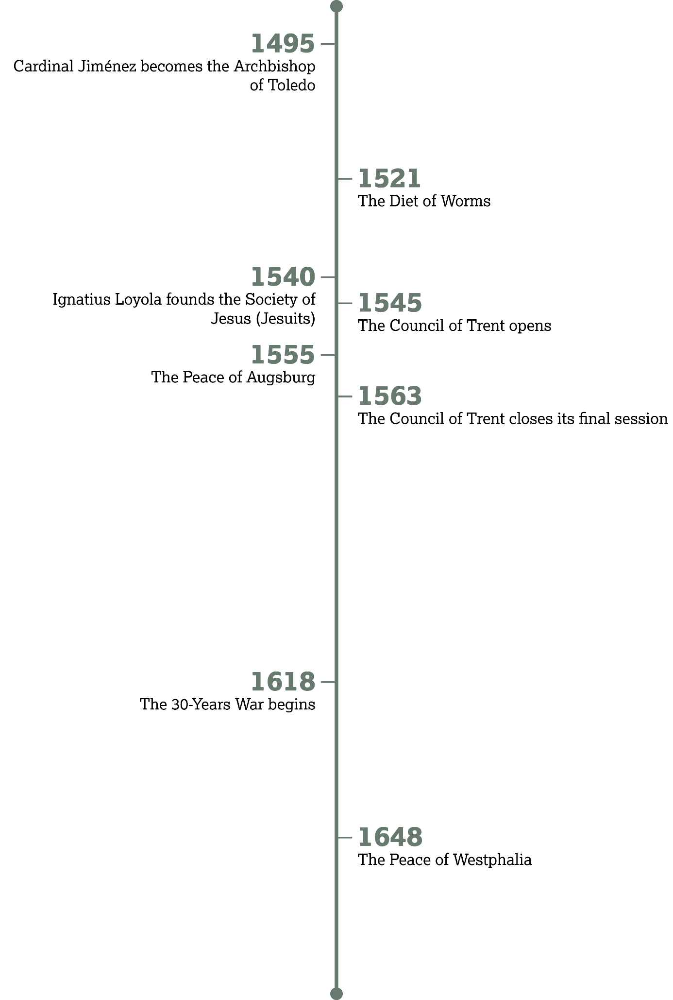 1495
Cardinal Jiménez becomes the Archbishop
of Toledo
1521
The Diet of Worms
1540
Ignatius Loyola founds the Society of
Jesus (Jesuits)
1545
The Council of Trent opens
1555
The Peace of Augsburg
1563
The Council of Trent closes its final session
1618
The 30-Years War begins
1648
The Peace of Westphalia